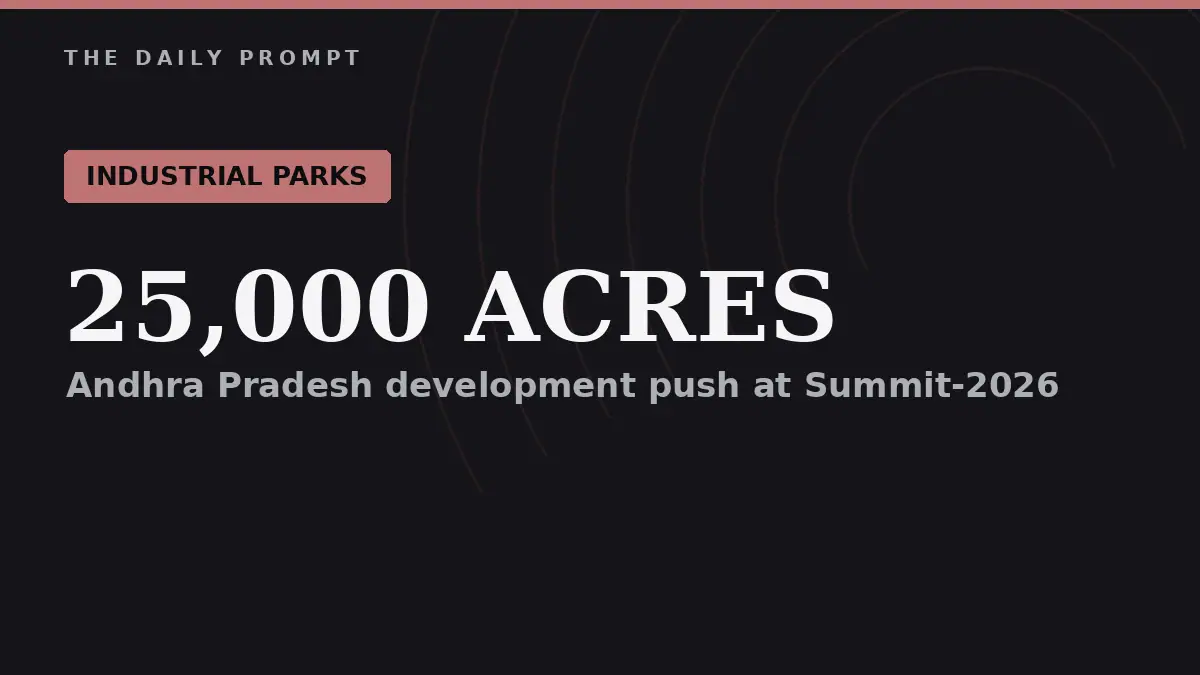 THE DAILY PROMPT
INDUSTRIAL PARKS
25,000 ACRES
Andhra Pradesh development push at Summit-2026